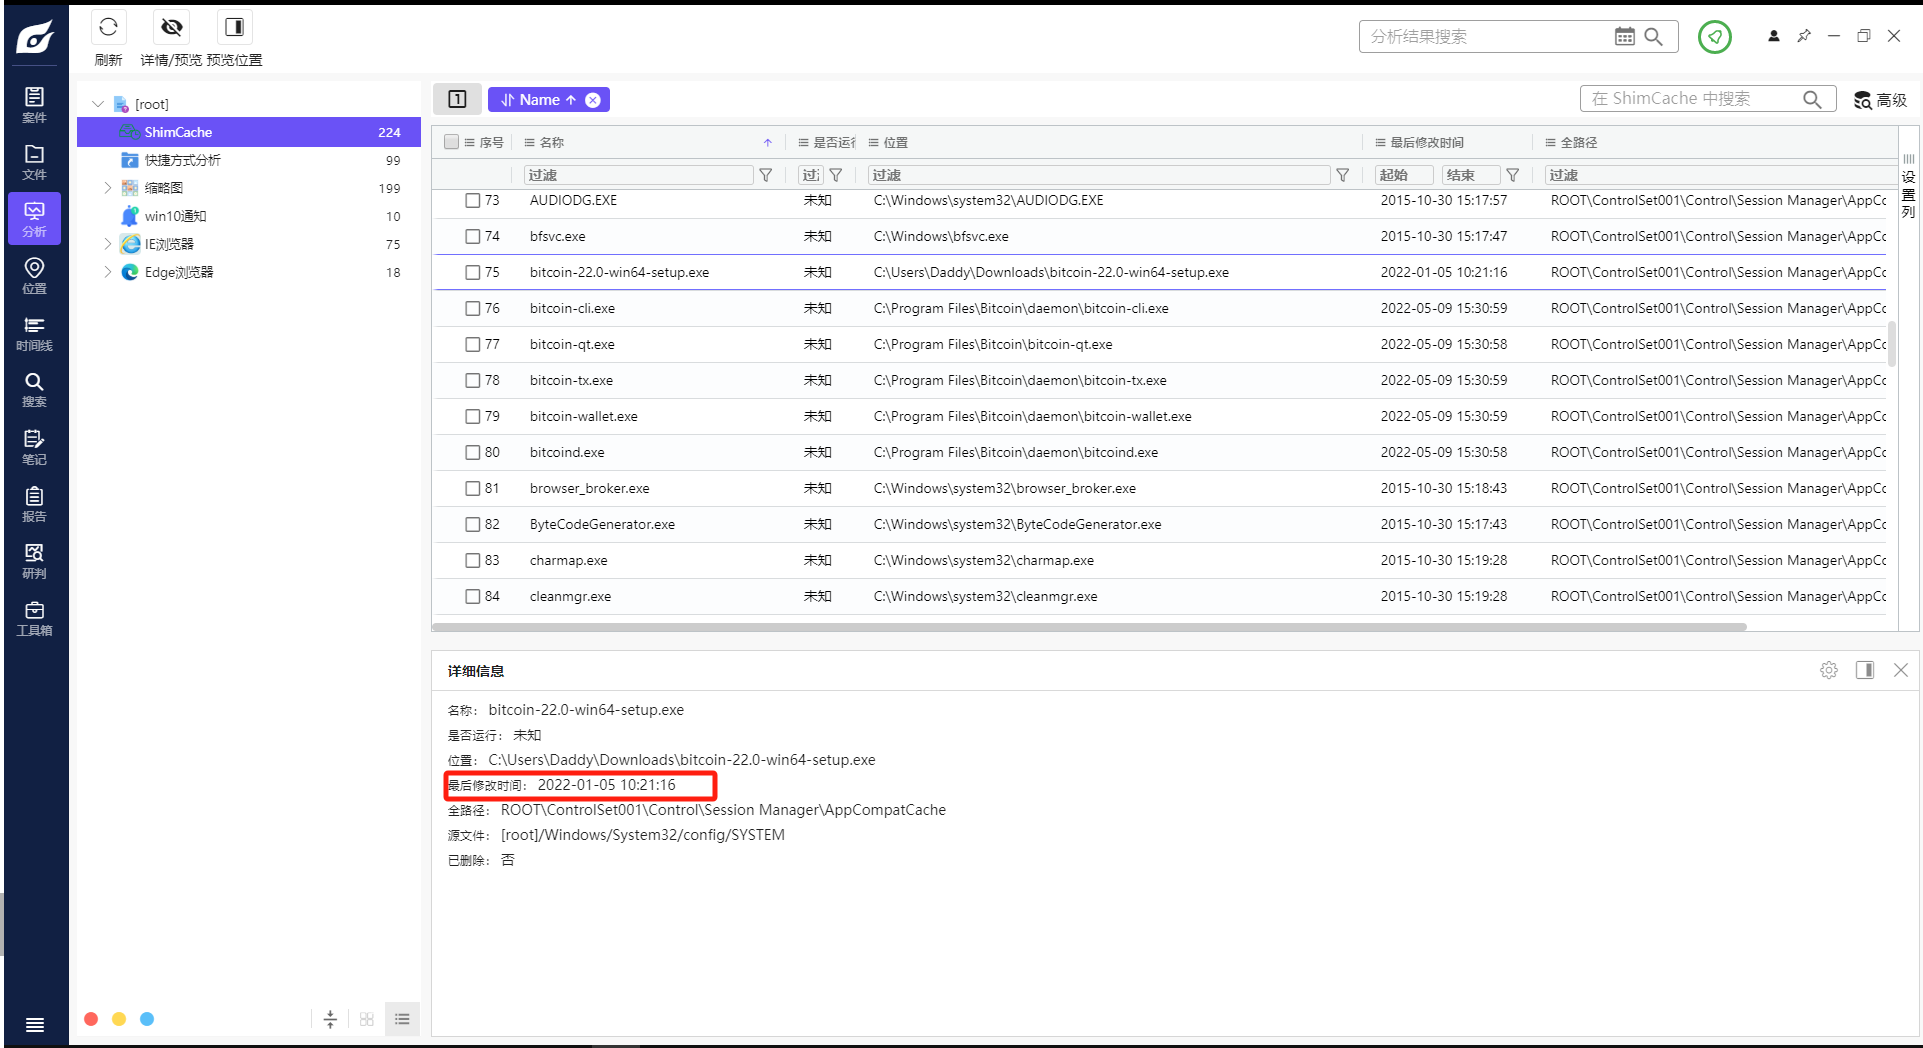 刷新
详情/预览
预览位置
分析结果搜索
案件
文件
分析
位置
时间线
搜索
笔记
报告
研判
工具箱
[root]
ShimCache 224
快捷方式分析 99
缩略图 199
win10通知 10
IE浏览器 75
Edge浏览器 18
1 Name
在 ShimCache 中搜索
高级
序号 名称 是否运行 位置 最后修改时间 全路径
过滤 过滤 过滤 起始 结束 过滤
设置列
73 AUDIODG.EXE 未知 C:\Windows\system32\AUDIODG.EXE 2015-10-30 15:17:57 ROOT\ControlSet001\Control\Session Manager\AppCc
74 bfsvc.exe 未知 C:\Windows\bfsvc.exe 2015-10-30 15:17:47 ROOT\ControlSet001\Control\Session Manager\AppCc
75 bitcoin-22.0-win64-setup.exe 未知 C:\Users\Daddy\Downloads\bitcoin-22.0-win64-setup.exe 2022-01-05 10:21:16 ROOT\ControlSet001\Control\Session Manager\AppCc
76 bitcoin-cli.exe 未知 C:\Program Files\Bitcoin\daemon\bitcoin-cli.exe 2022-05-09 15:30:59 ROOT\ControlSet001\Control\Session Manager\AppCc
77 bitcoin-qt.exe 未知 C:\Program Files\Bitcoin\bitcoin-qt.exe 2022-05-09 15:30:58 ROOT\ControlSet001\Control\Session Manager\AppCc
78 bitcoin-tx.exe 未知 C:\Program Files\Bitcoin\daemon\bitcoin-tx.exe 2022-05-09 15:30:59 ROOT\ControlSet001\Control\Session Manager\AppCc
79 bitcoin-wallet.exe 未知 C:\Program Files\Bitcoin\daemon\bitcoin-wallet.exe 2022-05-09 15:30:59 ROOT\ControlSet001\Control\Session Manager\AppCc
80 bitcoind.exe 未知 C:\Program Files\Bitcoin\daemon\bitcoind.exe 2022-05-09 15:30:58 ROOT\ControlSet001\Control\Session Manager\AppCc
81 browser_broker.exe 未知 C:\Windows\system32\browser_broker.exe 2015-10-30 15:18:43 ROOT\ControlSet001\Control\Session Manager\AppCc
82 ByteCodeGenerator.exe 未知 C:\Windows\system32\ByteCodeGenerator.exe 2015-10-30 15:17:43 ROOT\ControlSet001\Control\Session Manager\AppCc
83 charmap.exe 未知 C:\Windows\system32\charmap.exe 2015-10-30 15:19:28 ROOT\ControlSet001\Control\Session Manager\AppCc
84 cleanmgr.exe 未知 C:\Windows\system32\cleanmgr.exe 2015-10-30 15:19:28 ROOT\ControlSet001\Control\Session Manager\AppCc
详细信息
名称： bitcoin-22.0-win64-setup.exe
是否运行： 未知
位置： C:\Users\Daddy\Downloads\bitcoin-22.0-win64-setup.exe
最后修改时间： 2022-01-05 10:21:16
全路径： ROOT\ControlSet001\Control\Session Manager\AppCompatCache
源文件： [root]/Windows/System32/config/SYSTEM
已删除： 否